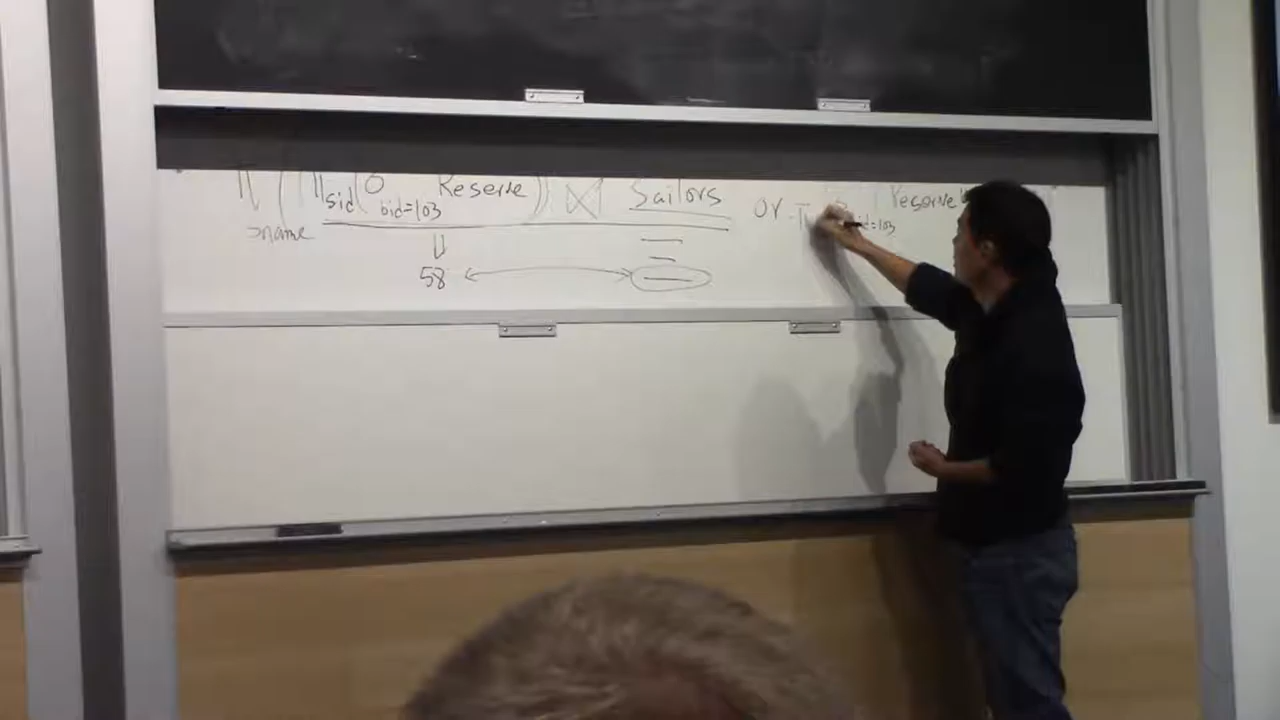 π ( π sid ( σ bid=103 Reserve ) ) ⋈ Sailors or π σ bid=103 Reserve
sname
⇓
58